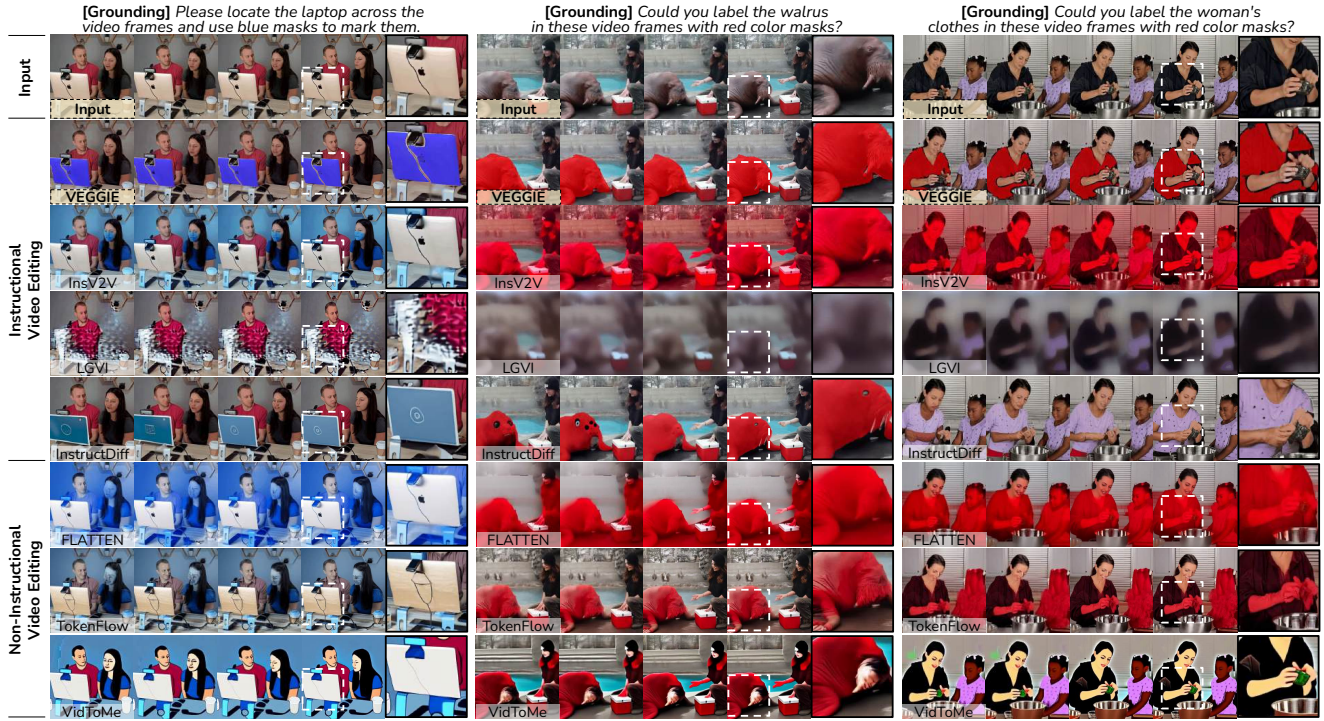 [Grounding] Please locate the laptop across the
video frames and use blue masks to mark them.
[Grounding] Could you label the walrus
in these video frames with red color masks?
[Grounding] Could you label the woman's
clothes in these video frames with red color masks?
Input
Input
Input
Input
Instructional
Video Editing
VEGGIE
VEGGIE
VEGGIE
InsV2V
InsV2V
InsV2V
LGVI
LGVI
LGVI
InstructDiff
InstructDiff
InstructDiff
Non-Instructional
Video Editing
FLATTEN
FLATTEN
FLATTEN
TokenFlow
TokenFlow
TokenFlow
VidToMe
VidToMe
VidToMe